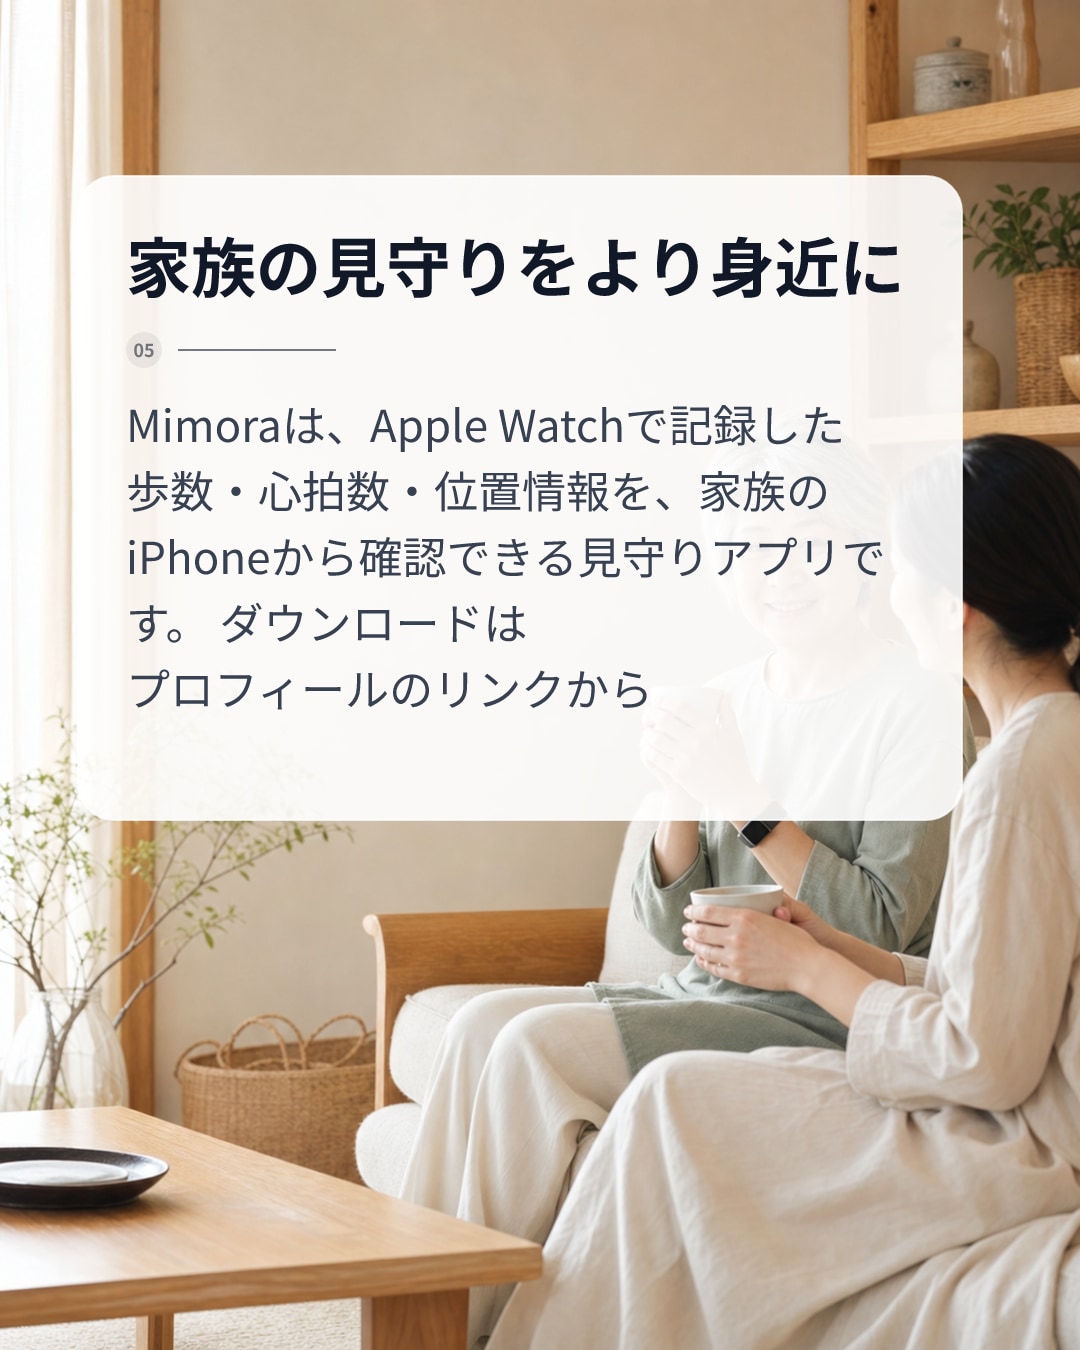 家族の見守りをより身近に
05
Mimoraは、Apple Watchで記録した
歩数・心拍数・位置情報を、家族の
iPhoneから確認できる見守りアプリで
す。 ダウンロードは
プロフィールのリンクから